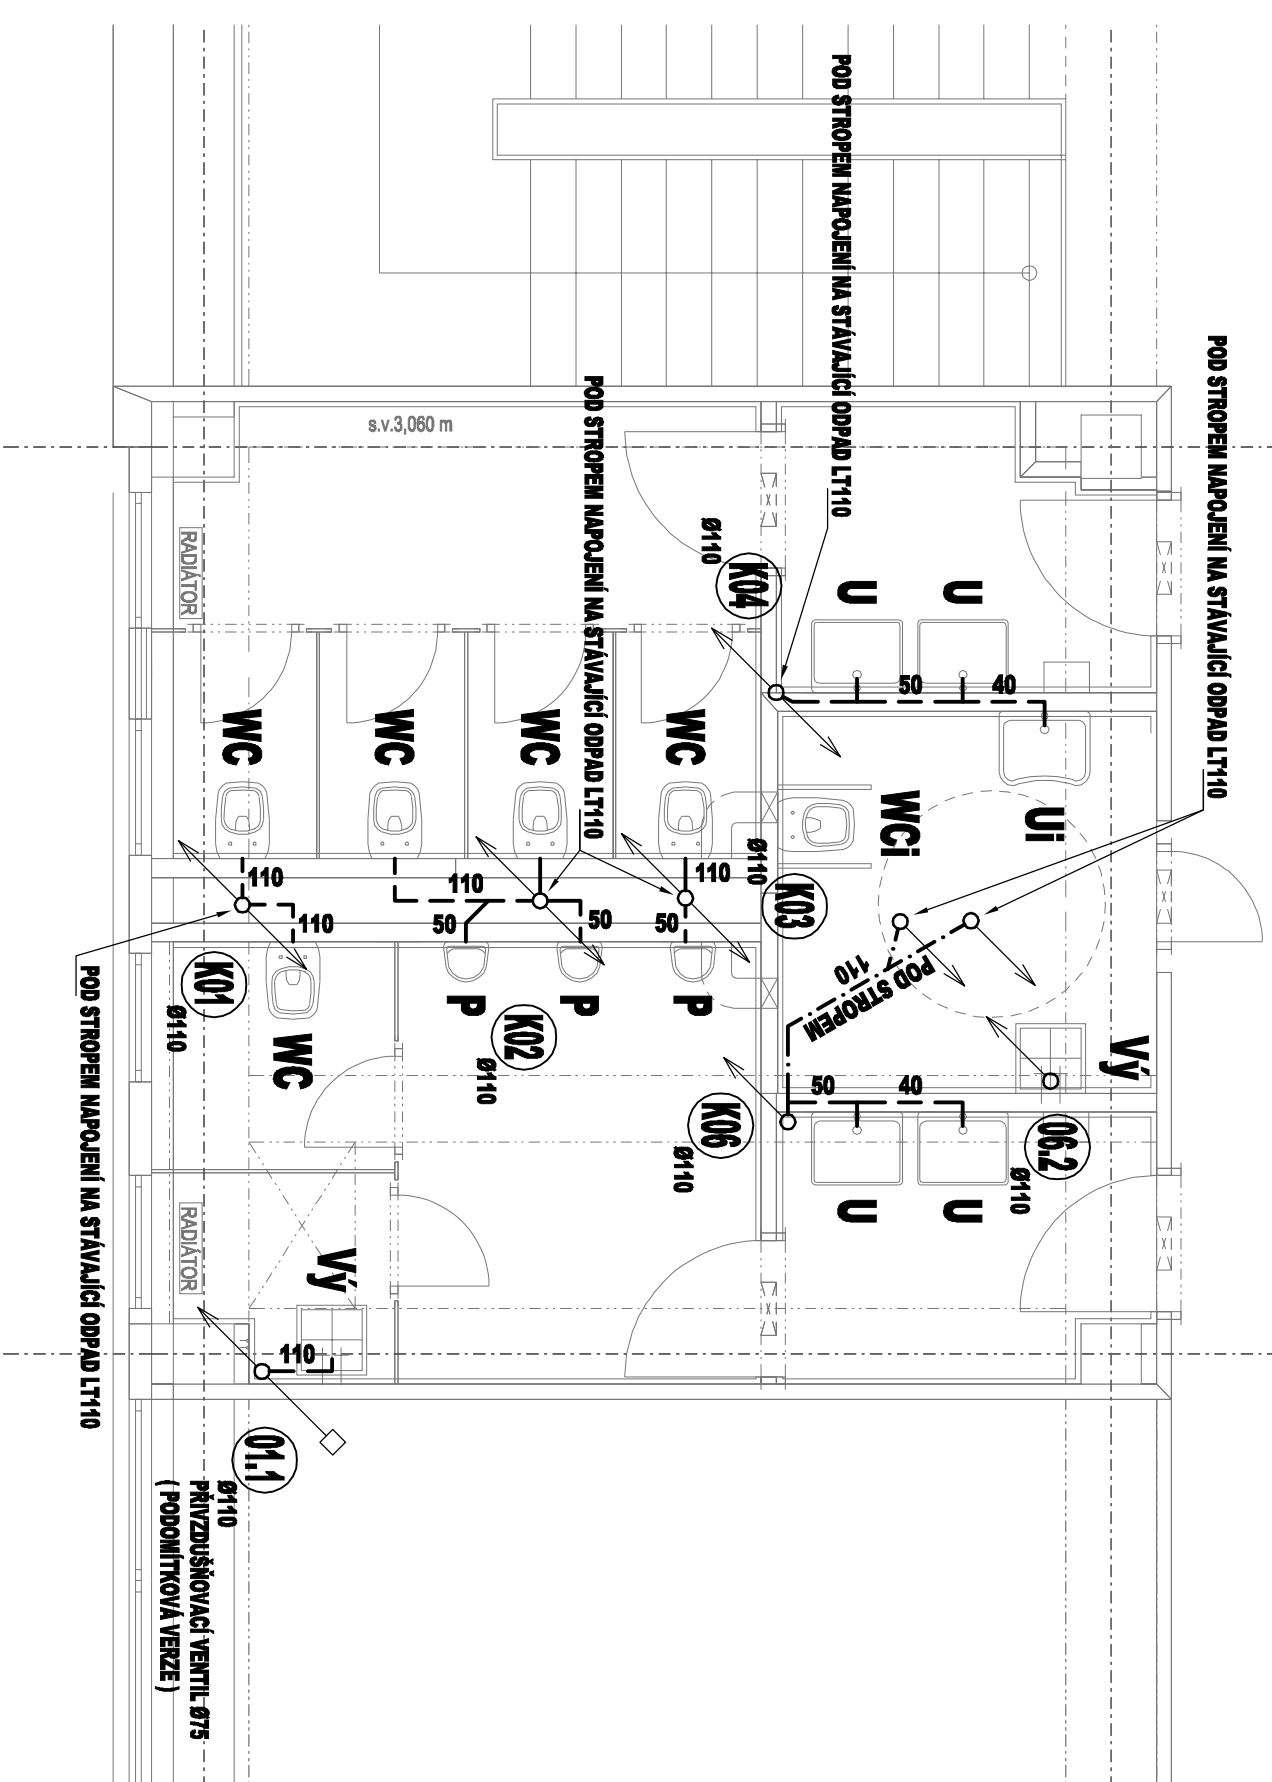 POD STROPEM NAPOJENÍ NA STÁVAJÍCÍ ODPAD LT110
POD STROPEM NAPOJENÍ NA STÁVAJÍCÍ ODPAD LT110
POD STROPEM NAPOJENÍ NA STÁVAJÍCÍ ODPAD LT110
s.v.3,060 m
RADIÁTOR
Ø110
K04
U
U
50
40
WC
WC
WC
WC
WCi
Ui
110
110
110
110
50
50
50
Ø110
K03
K01
Ø110
WC
P
P
P
K02
Ø110
110
POD STROPEM
Vý
50
40
K06
Ø110
06.2
Ø110
U
U
RADIÁTOR
Vý
110
POD STROPEM NAPOJENÍ NA STÁVAJÍCÍ ODPAD LT110
01.1
Ø110
PŘIVZDUŠŇOVACÍ VENTIL Ø75
( PODOMÍTKOVÁ VERZE )